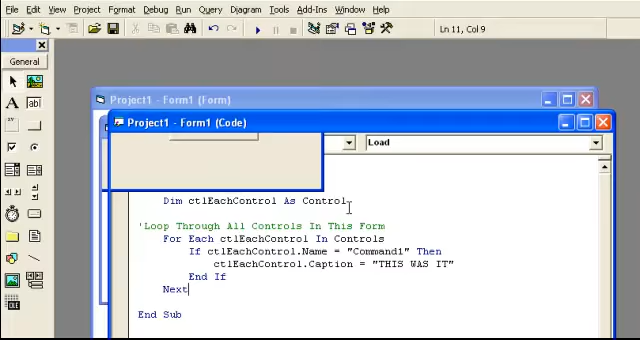 File Edit View Project Format Debug Run Query Diagram Tools Add-Ins Window Help
Ln 11, Col 9
General
Project1 - Form1 (Form)
Project1 - Form1 (Code)
A ab|
Load
Dim ctlEachControl As Control
'Loop Through All Controls In This Form
For Each ctlEachControl In Controls
If ctlEachControl.Name = "Command1" Then
ctlEachControl.Caption = "THIS WAS IT"
End If
Next
End Sub